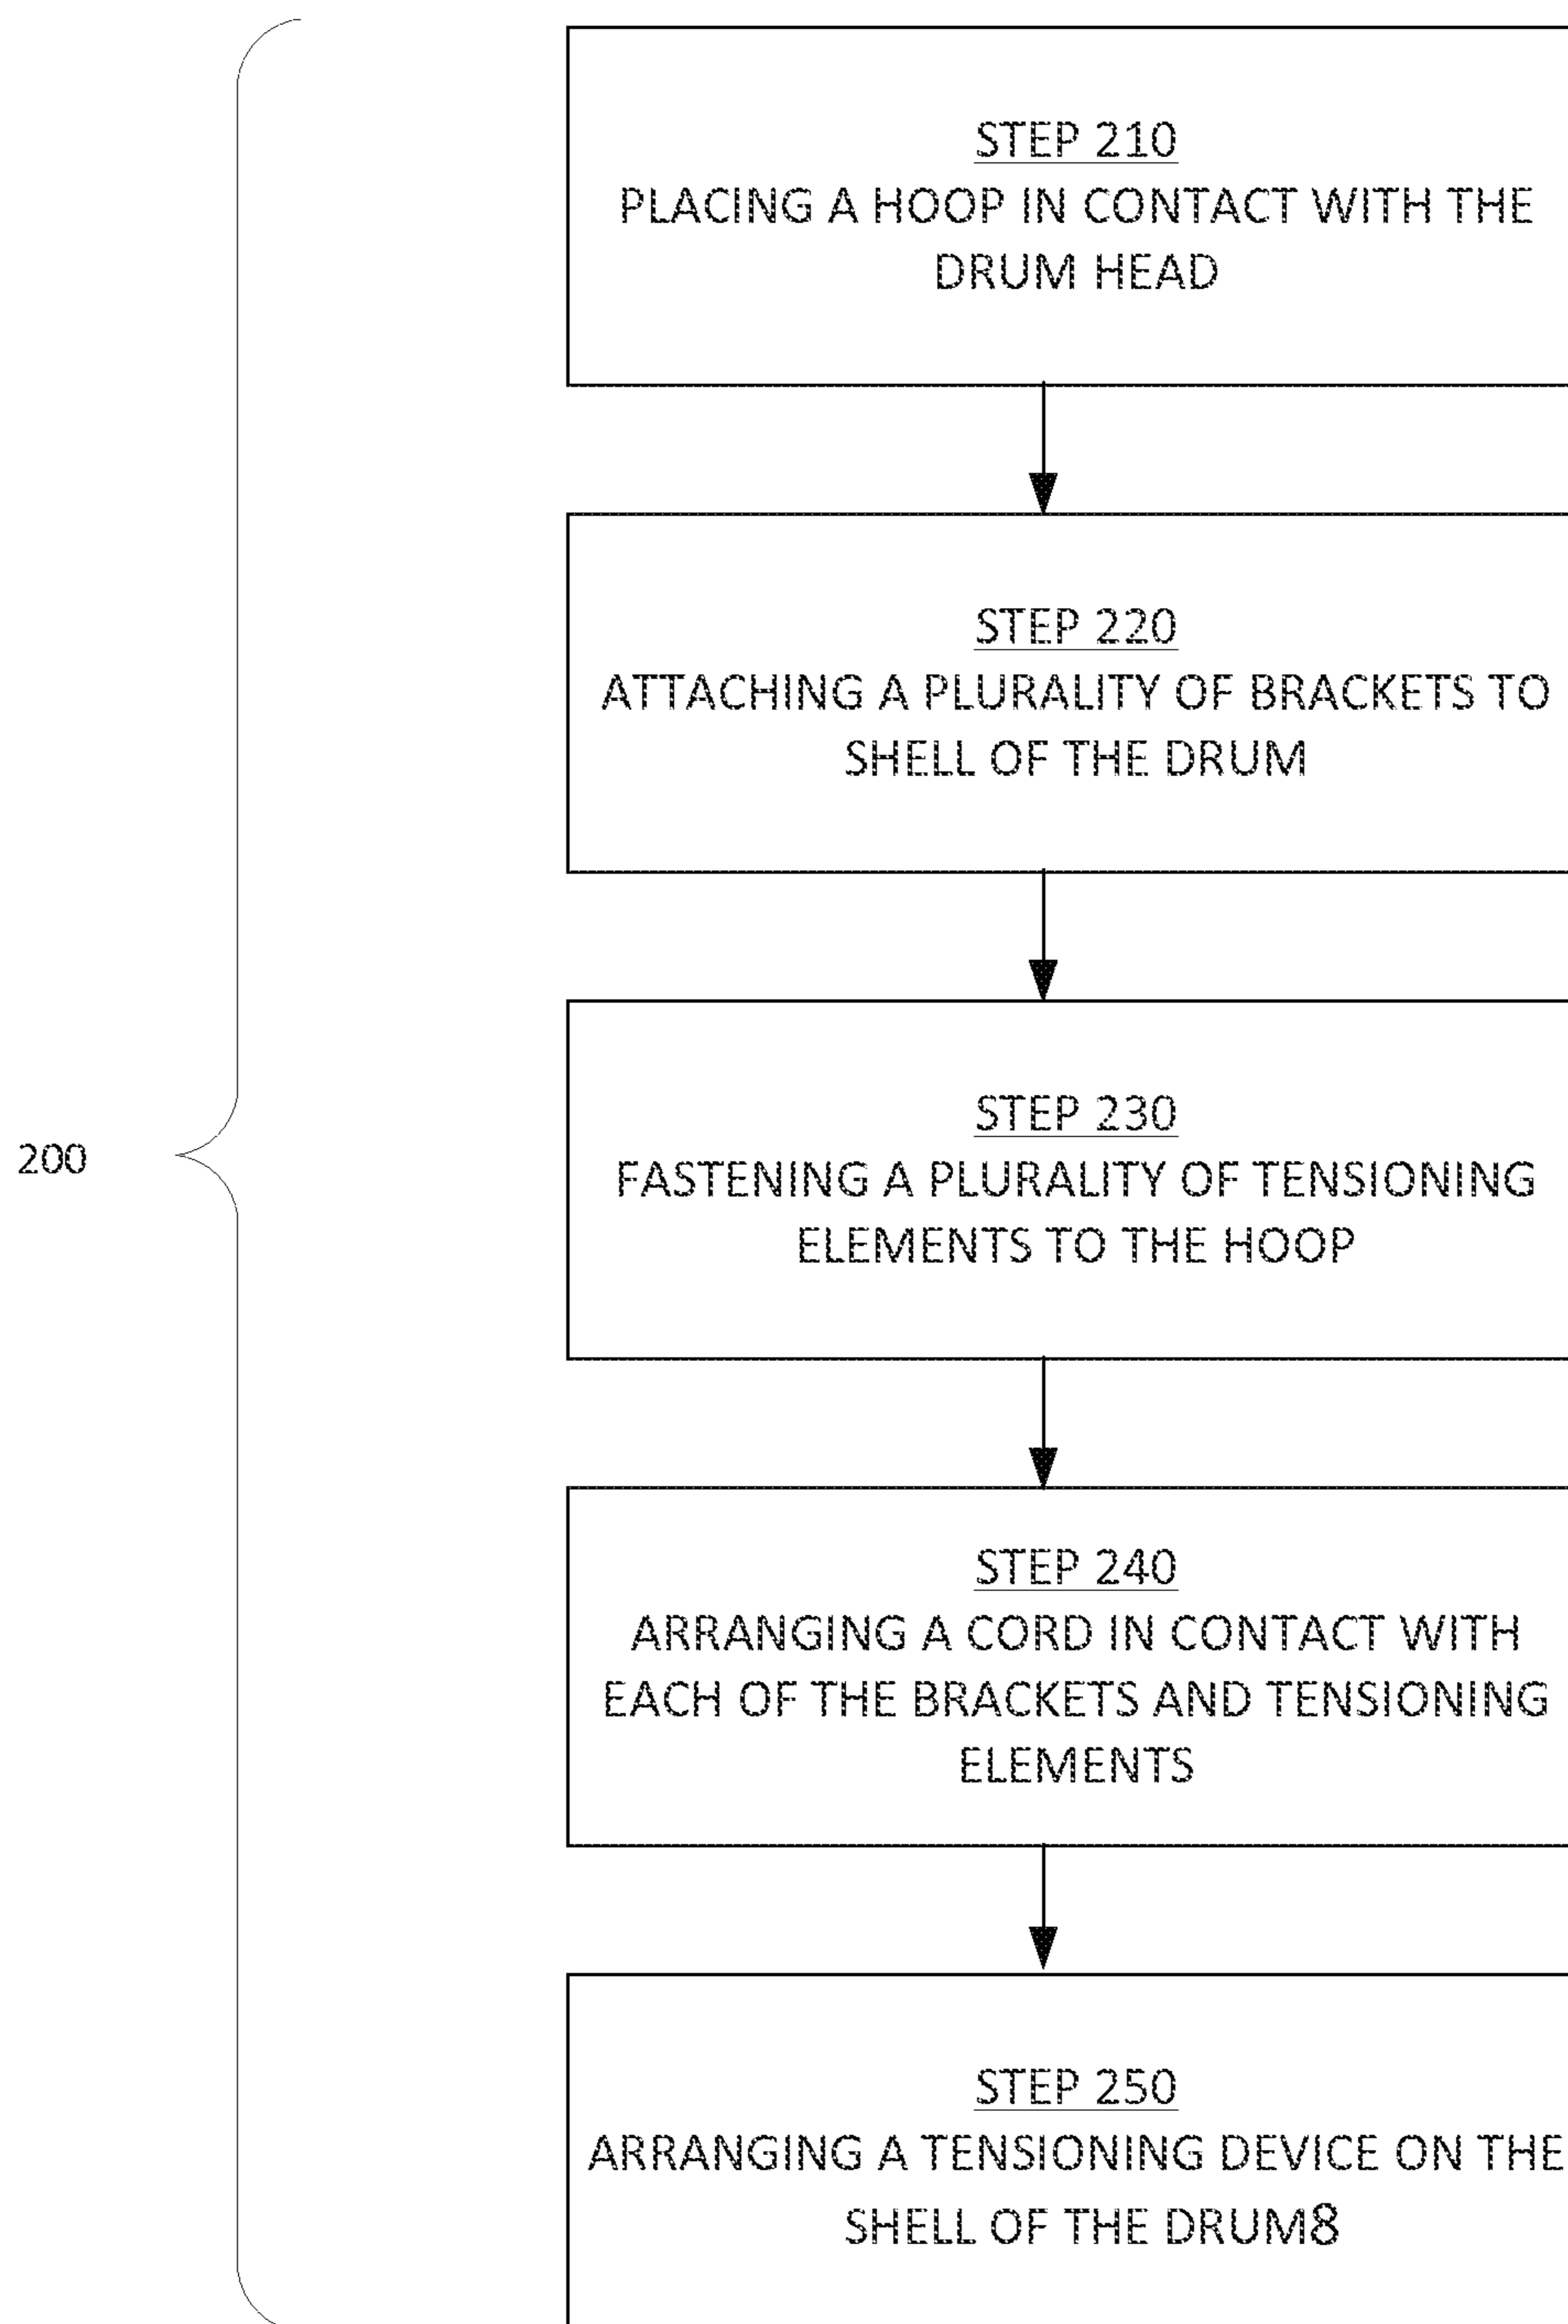 STEP 210
PLACING A HOOP IN CONTACT WITH THE
DRUM HEAD
STEP 220
ATTACHING A PLURALITY OF BRACKETS TO
SHELL OF THE DRUM
STEP 230
FASTENING A PLURALITY OF TENSIONING
ELEMENTS TO THE HOOP
200
STEP 240
ARRANGING A CORD IN CONTACT WITH
EACH OF THE BRACKETS AND TENSIONING
ELEMENTS
STEP 250
ARRANGING A TENSIONING DEVICE ON THE
SHELL OF THE DRUM8